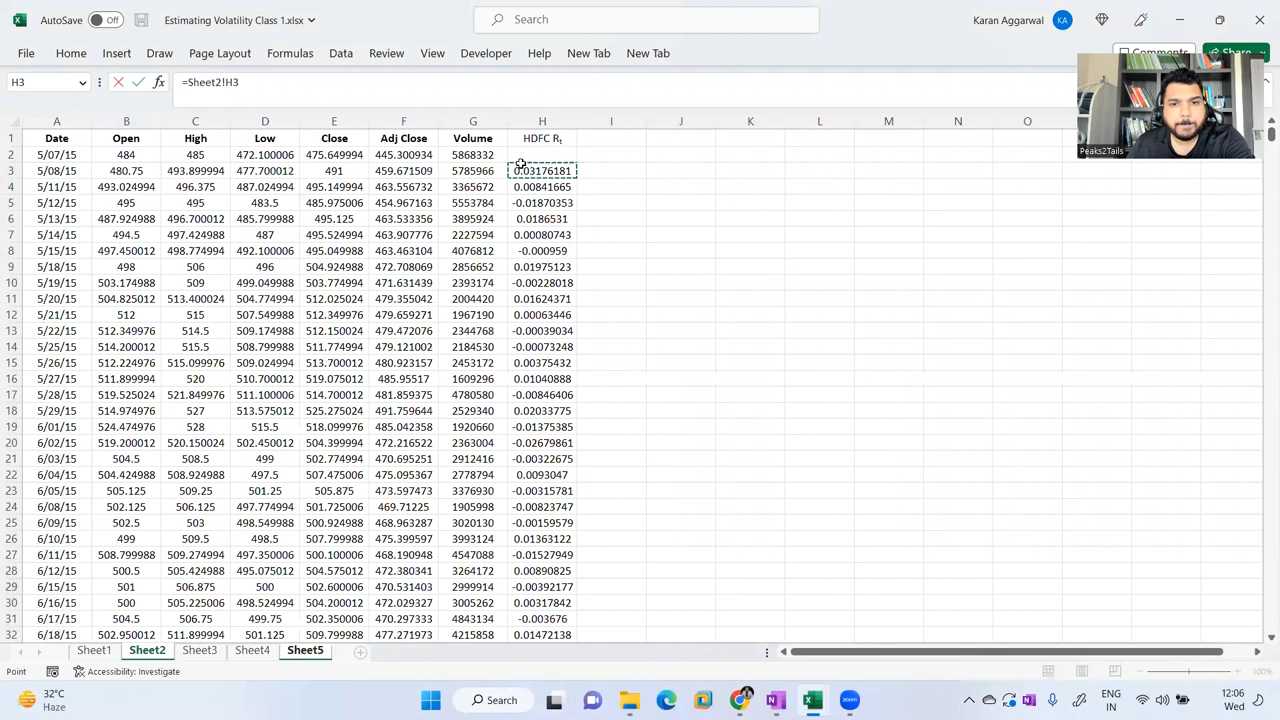 AutoSave Off Estimating Volatility Class 1.xlsx Search Karan Aggarwal KA
File Home Insert Draw Page Layout Formulas Data Review View Developer Help New Tab New Tab Comments Share
H3 fx =Sheet2!H3
Peaks2Tails
A B C D E F G H I J K L M N O
1 Date Open High Low Close Adj Close Volume HDFC Rt
2 5/07/15 484 485 472.100006 475.649994 445.300934 5868332
3 5/08/15 480.75 493.899994 477.700012 491 459.671509 5785960 0.03176181
4 5/11/15 493.024994 496.375 487.024994 495.149994 463.556732 3365672 0.00841665
5 5/12/15 495 495 483.5 485.975006 454.967163 5553784 -0.01870353
6 5/13/15 487.924988 496.700012 485.799988 495.125 463.533356 3895924 0.0186531
7 5/14/15 494.5 497.424988 487 495.524994 463.907776 2227594 0.00080743
8 5/15/15 497.450012 498.774994 492.100006 495.049988 463.463104 4076812 -0.000959
9 5/18/15 498 506 496 504.924988 472.708069 2856652 0.01975123
10 5/19/15 503.174988 509 499.049988 503.774994 471.631439 2393174 -0.00228018
11 5/20/15 504.825012 513.400024 504.774994 512.025024 479.355042 2004420 0.01624371
12 5/21/15 512 515 507.549988 512.349976 479.659271 1967190 0.00063446
13 5/22/15 512.349976 514.5 509.174988 512.150024 479.472076 2344768 -0.00039034
14 5/25/15 514.200012 515.5 508.799988 511.774994 479.121002 2184530 -0.00073248
15 5/26/15 512.224976 515.099976 509.024994 513.700012 480.923157 2453172 0.00375432
16 5/27/15 511.899994 520 510.700012 519.075012 485.95517 1609296 0.01040888
17 5/28/15 519.525024 521.849976 511.100006 514.700012 481.859375 4780580 -0.00846406
18 5/29/15 514.974976 527 513.575012 525.275024 491.759644 2529340 0.02033775
19 6/01/15 524.474976 528 515.5 518.099976 485.042358 1920660 -0.01375385
20 6/02/15 519.200012 520.150024 502.450012 504.399994 472.216522 2363004 -0.02679861
21 6/03/15 504.5 508.5 499 502.774994 470.695251 2912416 -0.00322675
22 6/04/15 504.424988 508.924988 497.5 507.475006 475.095367 2778794 0.0093047
23 6/05/15 505.125 509.25 501.25 505.875 473.597473 3376930 -0.00315781
24 6/08/15 502.125 506.125 497.774994 501.725006 469.71225 1905998 -0.00823747
25 6/09/15 502.5 503 498.549988 500.924988 468.963287 3020130 -0.00159579
26 6/10/15 499 509.5 498.5 507.799988 475.399597 3993124 0.01363122
27 6/11/15 508.799988 509.274994 497.350006 500.100006 468.190948 4547088 -0.01527949
28 6/12/15 500.5 505.424988 495.075012 504.575012 472.380341 3264172 0.00890825
29 6/15/15 501 506.875 500 502.600006 470.531403 2999914 -0.00392177
30 6/16/15 500 505.225006 498.524994 504.200012 472.029327 3005262 0.00317842
31 6/17/15 504.5 506.75 499.75 502.350006 470.297333 4843134 -0.003676
32 6/18/15 502.950012 511.899994 501.125 509.799988 477.271973 4215858 0.01472138
Sheet1 Sheet2 Sheet3 Sheet4 Sheet5
Point Accessibility: Investigate 100%
32°C Haze Search ENG IN 12:06 Wed